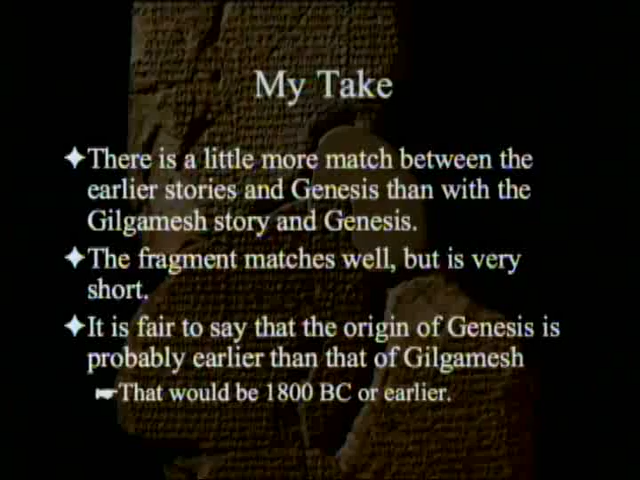 My Take
There is a little more match between the
earlier stories and Genesis than with the
Gilgamesh story and Genesis.
The fragment matches well, but is very
short.
It is fair to say that the origin of Genesis is
probably earlier than that of Gilgamesh
That would be 1800 BC or earlier.